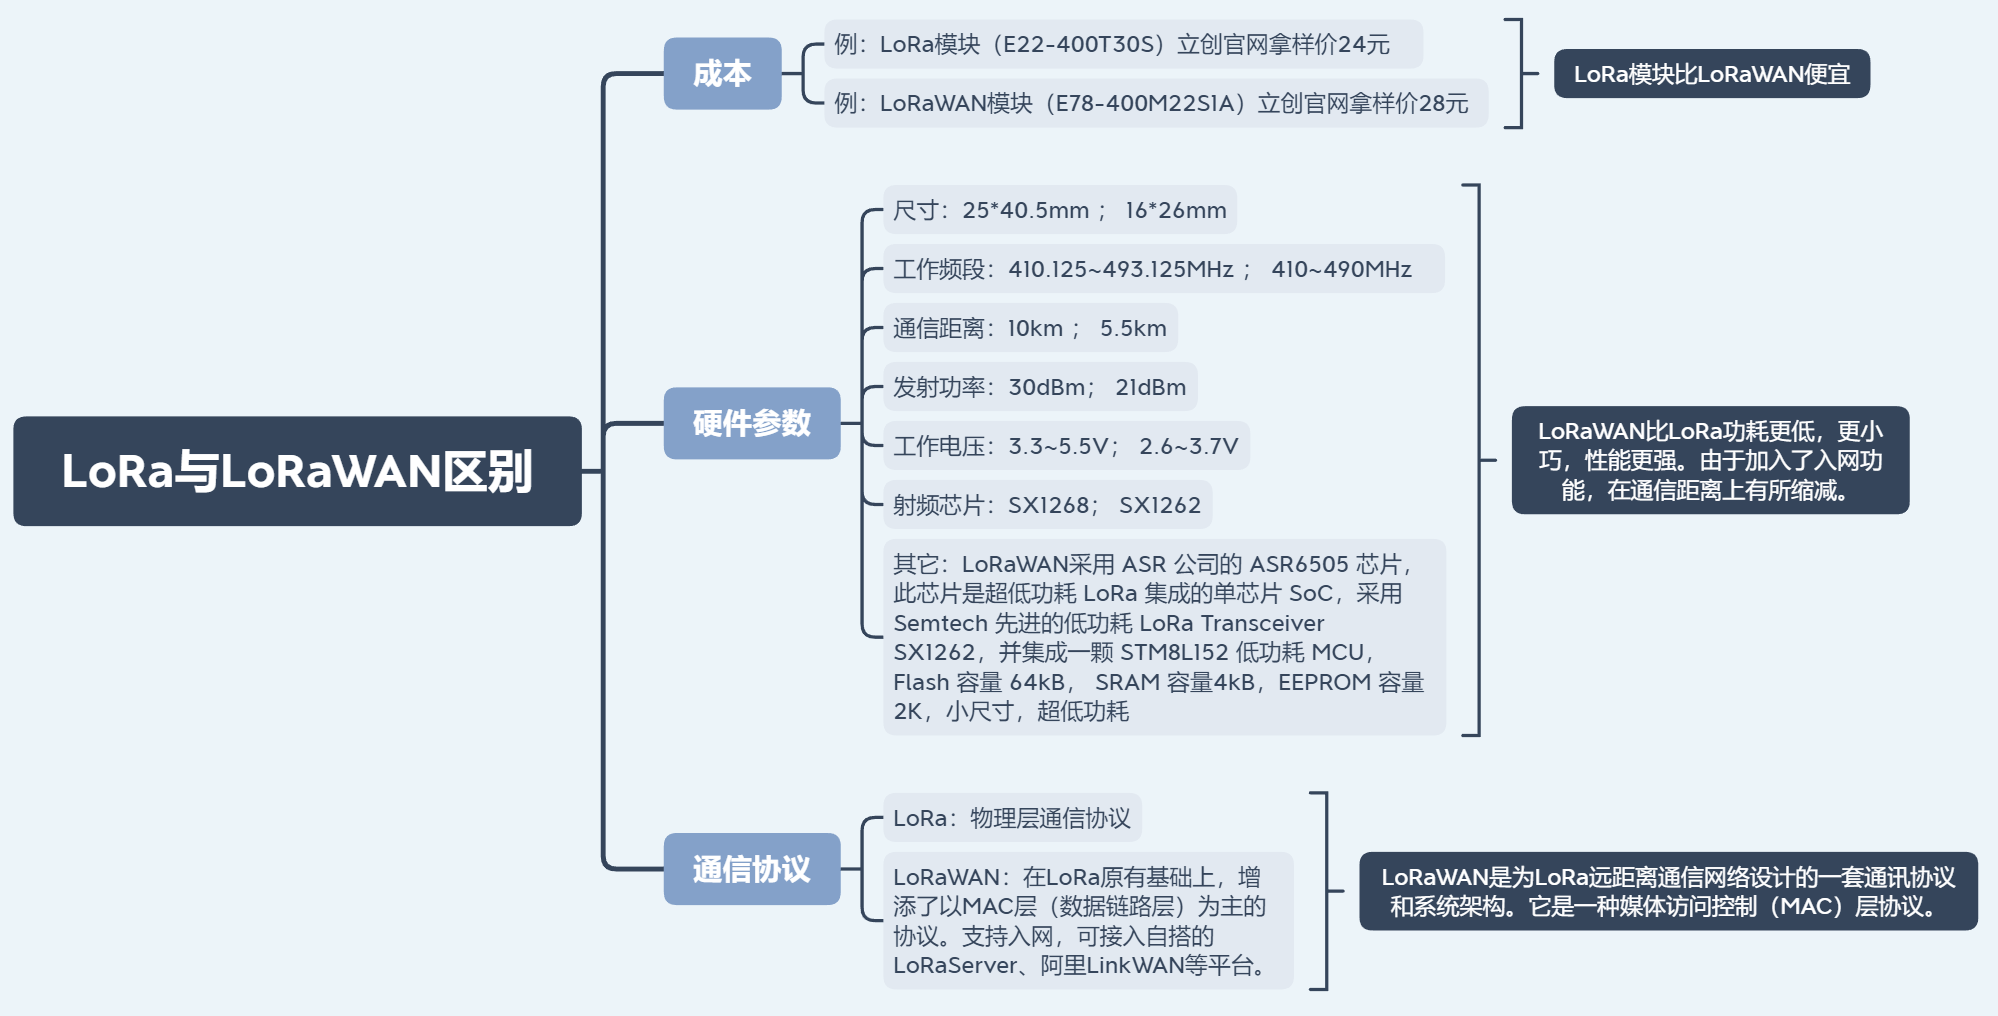 LoRa与LoRaWAN区别
成本
例：LoRa模块（E22-400T30S）立创官网拿样价24元
例：LoRaWAN模块（E78-400M22S1A）立创官网拿样价28元
LoRa模块比LoRaWAN便宜
硬件参数
尺寸：25*40.5mm ； 16*26mm
工作频段：410.125~493.125MHz ； 410~490MHz
通信距离：10km ； 5.5km
发射功率：30dBm； 21dBm
工作电压：3.3~5.5V； 2.6~3.7V
射频芯片：SX1268； SX1262
其它：LoRaWAN采用 ASR 公司的 ASR6505 芯片，
此芯片是超低功耗 LoRa 集成的单芯片 SoC，采用
Semtech 先进的低功耗 LoRa Transceiver
SX1262，并集成一颗 STM8L152 低功耗 MCU，
Flash 容量 64kB， SRAM 容量4kB，EEPROM 容量
2K，小尺寸，超低功耗
LoRaWAN比LoRa功耗更低，更小
巧，性能更强。由于加入了入网功
能，在通信距离上有所缩减。
通信协议
LoRa：物理层通信协议
LoRaWAN：在LoRa原有基础上，增
添了以MAC层（数据链路层）为主的
协议。支持入网，可接入自搭的
LoRaServer、阿里LinkWAN等平台。
LoRaWAN是为LoRa远距离通信网络设计的一套通讯协议
和系统架构。它是一种媒体访问控制（MAC）层协议。